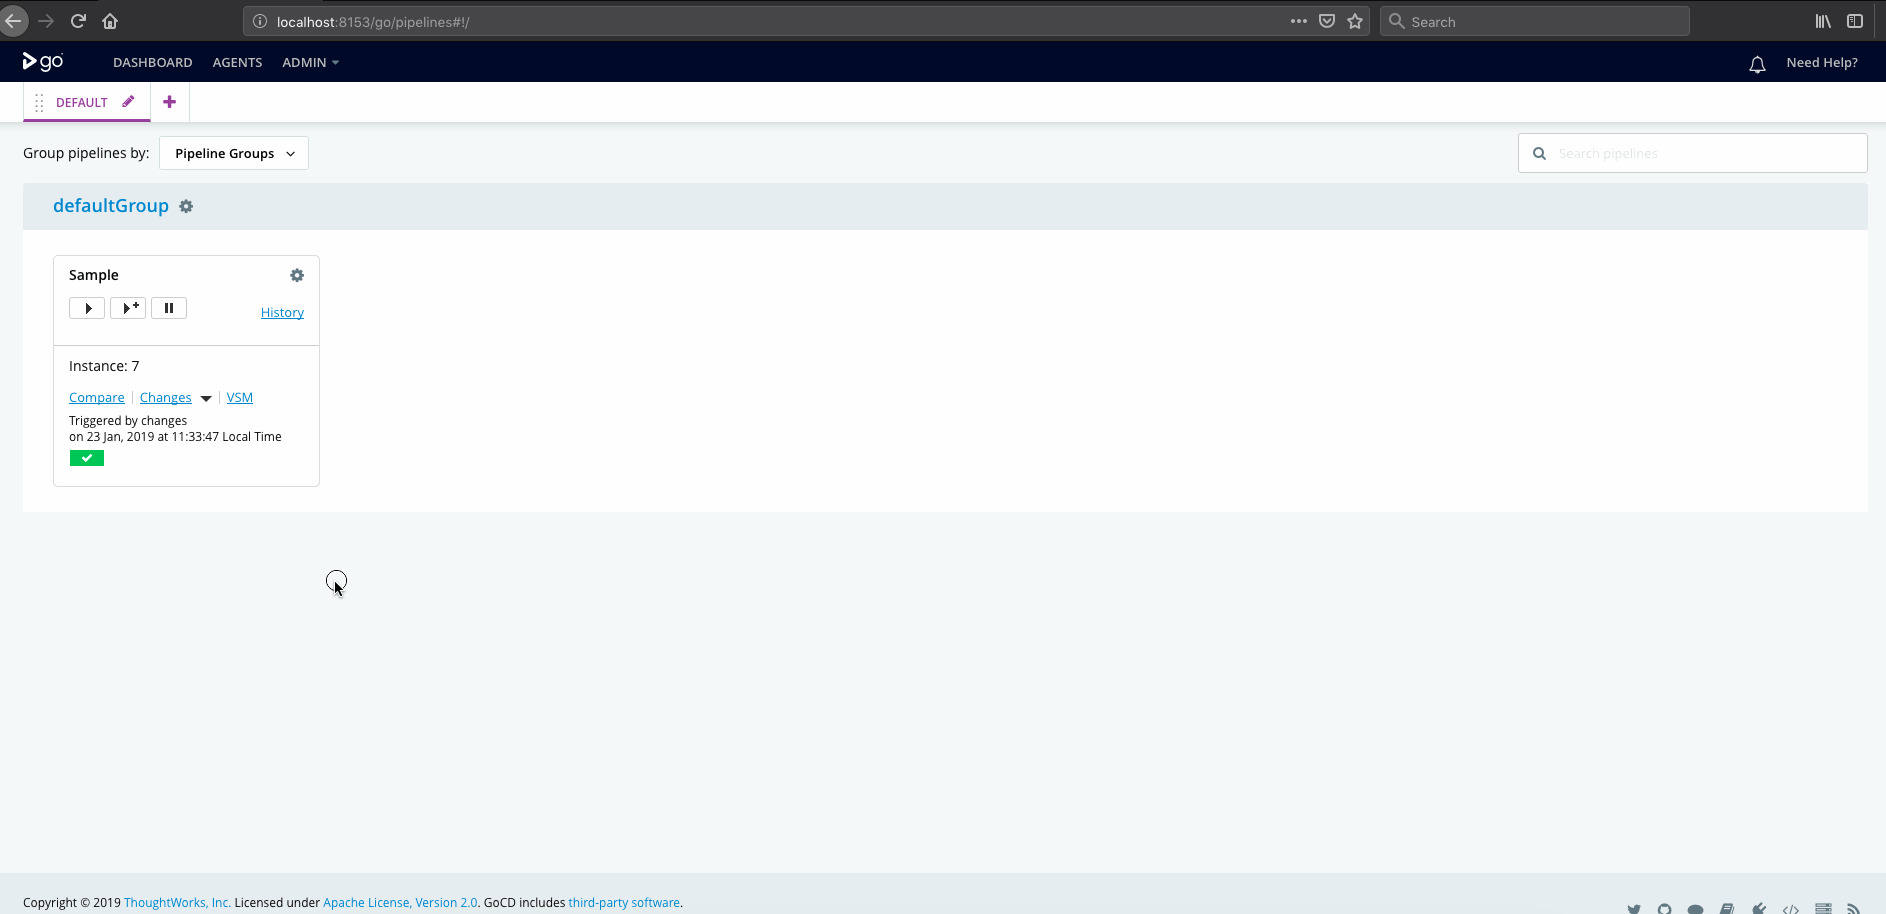 localhost:8153/go/pipelines#!/
Search
go
DASHBOARD
AGENTS
ADMIN
Need Help?
DEFAULT
Group pipelines by:
Pipeline Groups
Search pipelines
defaultGroup
Sample
History
Instance: 7
Compare
Changes
VSM
Triggered by changes
on 23 Jan, 2019 at 11:33:47 Local Time
Copyright © 2019 ThoughtWorks, Inc. Licensed under Apache License, Version 2.0. GoCD includes third-party software.